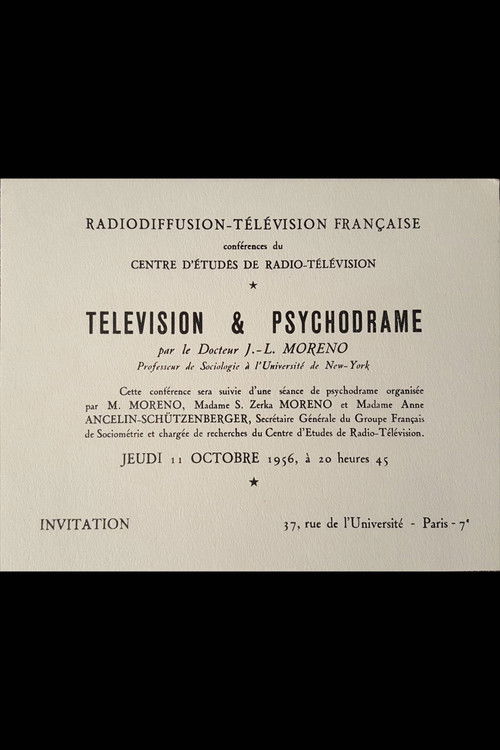 RADIODIFFUSION-TÉLÉVISION FRANÇAISE
conférences du
CENTRE D'ÉTUDES DE RADIO-TÉLÉVISION
TELEVISION & PSYCHODRAME
par le Docteur J.-L. MORENO
Professeur de Sociologie à l'Université de New-York
Cette conférence sera suivie d'une séance de psychodrame organisée
par M. MORENO, Madame S. Zerka MORENO et Madame Anne
ANCELIN-SCHÜTZENBERGER, Secrétaire Générale du Groupe Français
de Sociométrie et chargée de recherches du Centre d'Etudes de Radio-Télévision.
JEUDI 11 OCTOBRE 1956, à 20 heures 45
INVITATION
37, rue de l'Université - Paris - 7e